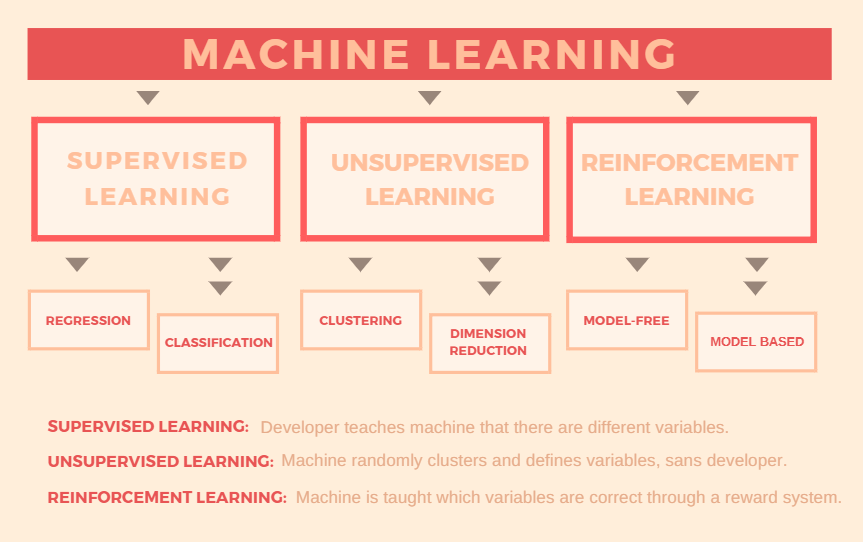 MACHINE LEARNING
SUPERVISED
LEARNING
UNSUPERVISED
LEARNING
REINFORCEMENT
LEARNING
REGRESSION
CLASSIFICATION
CLUSTERING
DIMENSION
REDUCTION
MODEL-FREE
MODEL BASED
SUPERVISED LEARNING: Developer teaches machine that there are different variables.
UNSUPERVISED LEARNING: Machine randomly clusters and defines variables, sans developer.
REINFORCEMENT LEARNING: Machine is taught which variables are correct through a reward system.